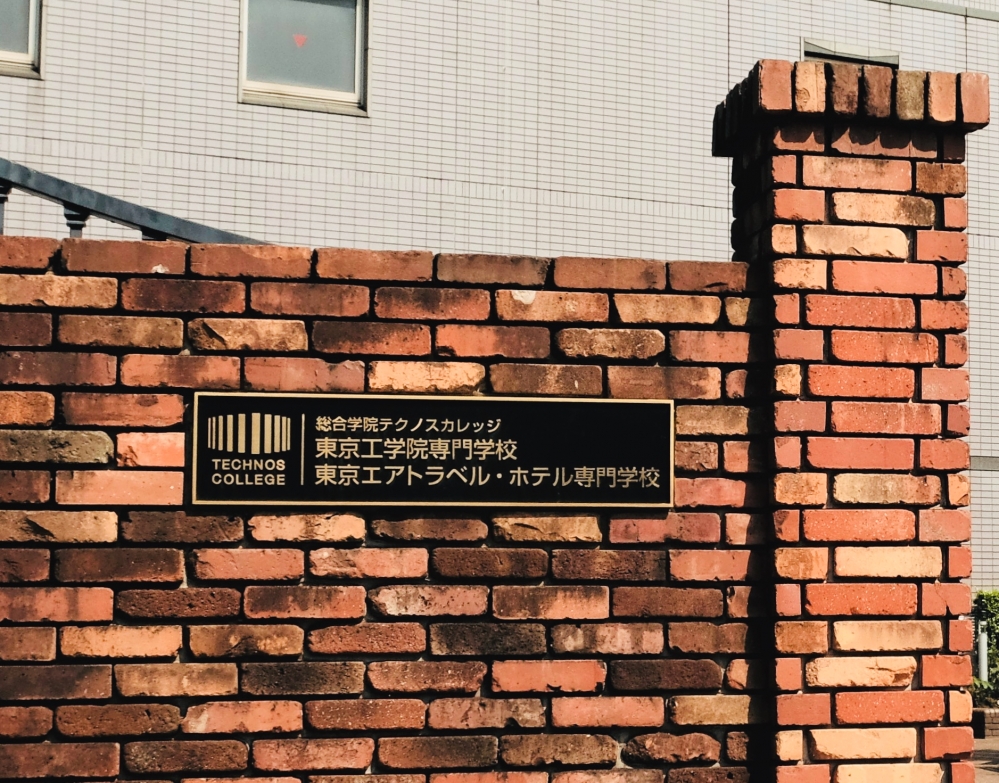 TECHNOS
COLLEGE
総合学院テクノスカレッジ
東京工学院専門学校
東京エアトラベル・ホテル専門学校